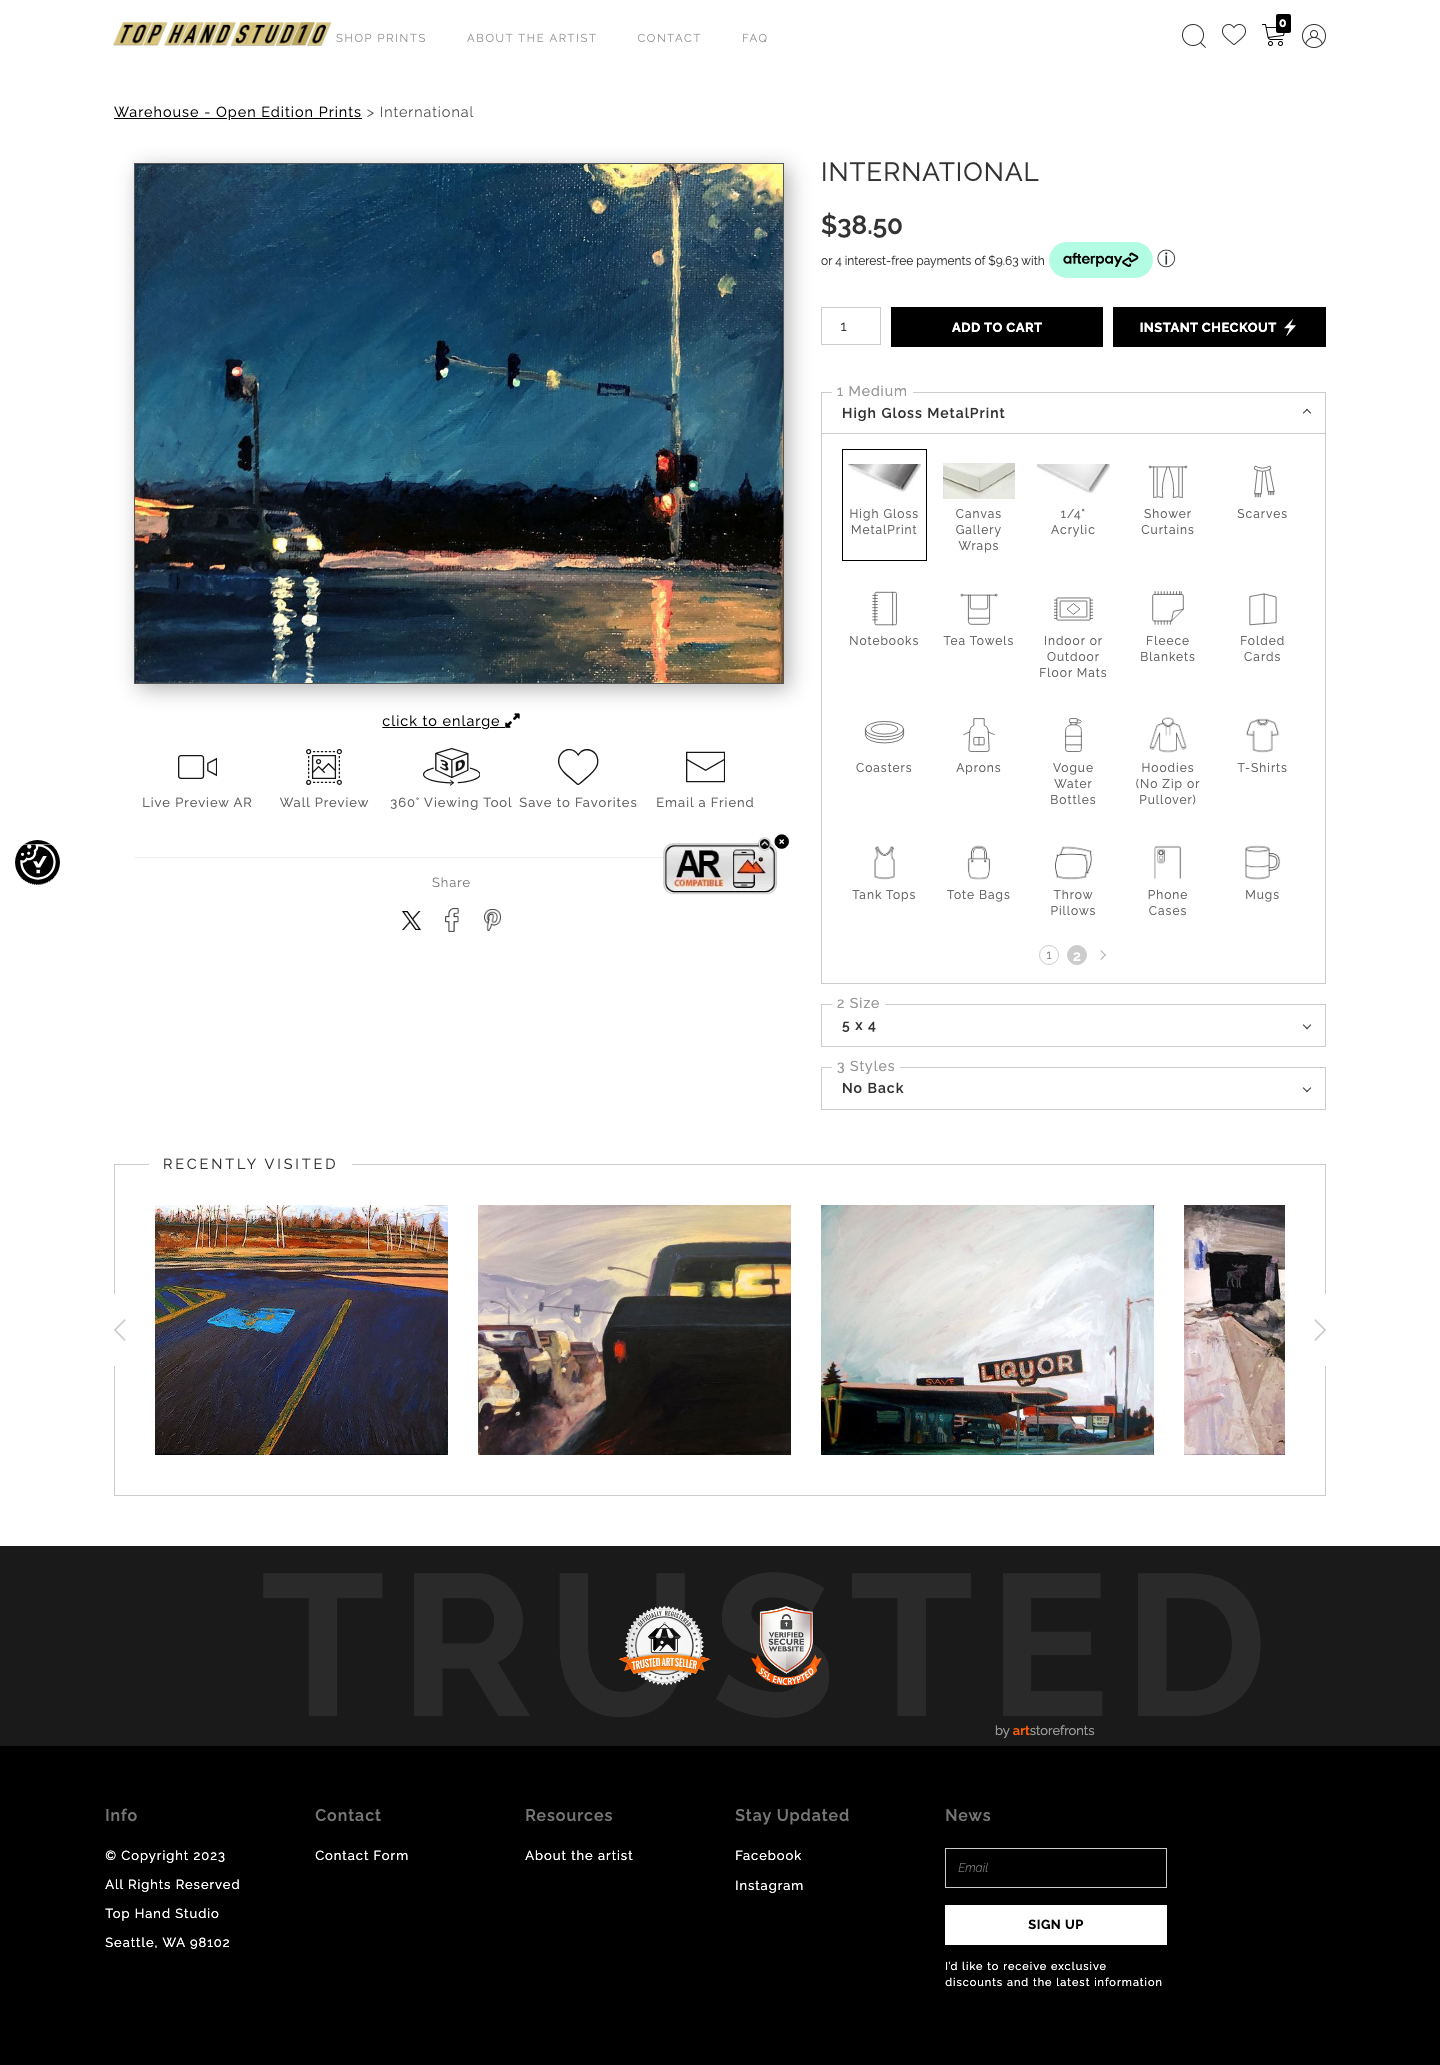 TOP HAND STUD10
SHOP PRINTS
ABOUT THE ARTIST
CONTACT
FAQ
0
Warehouse - Open Edition Prints > International
INTERNATIONAL
$38.50
or 4 interest-free payments of $9.63 with afterpay
1
ADD TO CART
INSTANT CHECKOUT
1 Medium
High Gloss MetalPrint
High Gloss
MetalPrint
Canvas
Gallery
Wraps
1/4"
Acrylic
Shower
Curtains
Scarves
Notebooks
Tea Towels
Indoor or
Outdoor
Floor Mats
Fleece
Blankets
Folded
Cards
Coasters
Aprons
Vogue
Water
Bottles
Hoodies
(No Zip or
Pullover)
T-Shirts
Tank Tops
Tote Bags
Throw
Pillows
Phone
Cases
Mugs
1
2
2 Size
5 x 4
3 Styles
No Back
click to enlarge
3D
Live Preview AR
Wall Preview
360° Viewing Tool
Save to Favorites
Email a Friend
AR
COMPATIBLE
Share
RECENTLY VISITED
SAVE
LIQUOR
TRUSTED
OFFICIALLY REGISTERED
TRUSTED ART SELLER
VERIFIED
SECURE
WEBSITE
SSL ENCRYPTED
by artstorefronts
Info
© Copyright 2023
All Rights Reserved
Top Hand Studio
Seattle, WA 98102
Contact
Contact Form
Resources
About the artist
Stay Updated
Facebook
Instagram
News
Email
SIGN UP
I'd like to receive exclusive
discounts and the latest information